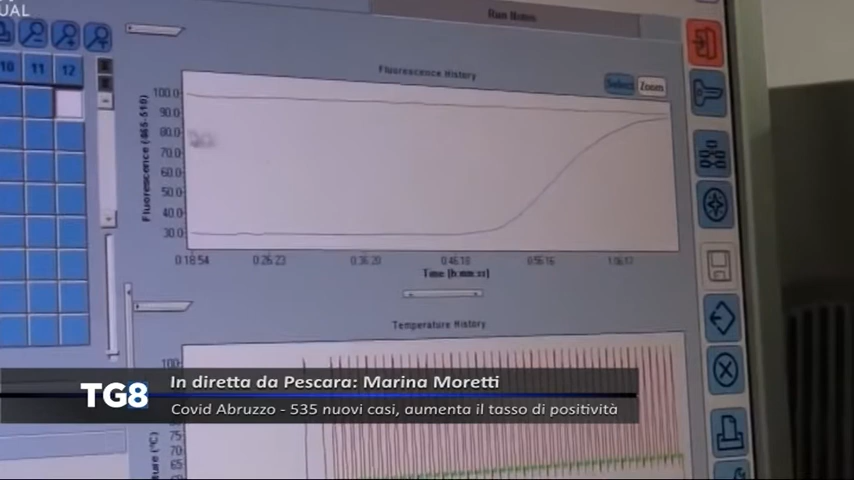 UAL
Run Notes
10 11 12
Fluorescence History
Select Zoom
Fluorescence (465-510)
100.0
90.0
80.0
70.0
60.0
50.0
40.0
30.0
0:18:54 0:26:23 0:36:20 0:46:18 0:56:16 1:06:17
Time (h:mm:ss)
Temperature History
100
75
70
65
TG8
In diretta da Pescara: Marina Moretti
Covid Abruzzo - 535 nuovi casi, aumenta il tasso di positività